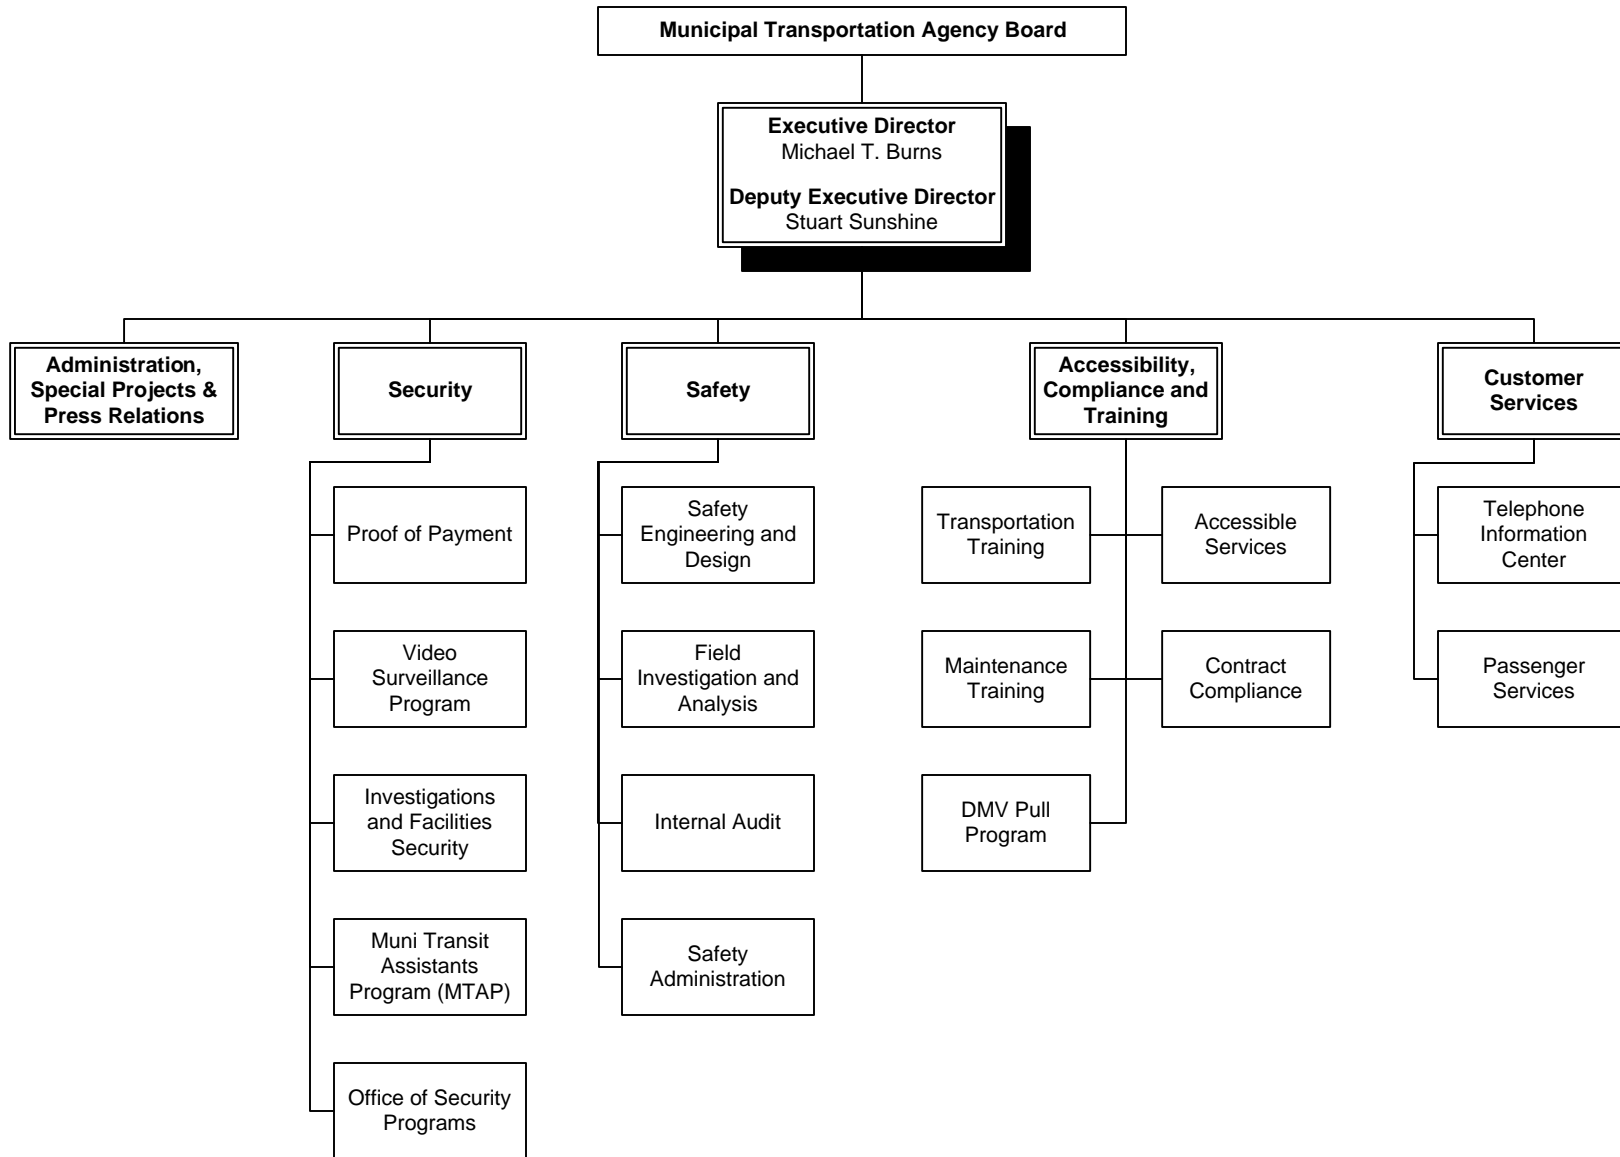 Municipal Transportation Agency Board
Executive Director
Michael T. Burns
Deputy Executive Director
Stuart Sunshine
Administration,
Special Projects &
Press Relations
Security
Safety
Accessibility,
Compliance and
Training
Customer
Services
Proof of Payment
Video
Surveillance
Program
Investigations
and Facilities
Security
Muni Transit
Assistants
Program (MTAP)
Office of Security
Programs
Safety
Engineering and
Design
Field
Investigation and
Analysis
Internal Audit
Safety
Administration
Transportation
Training
Maintenance
Training
DMV Pull
Program
Accessible
Services
Contract
Compliance
Telephone
Information
Center
Passenger
Services